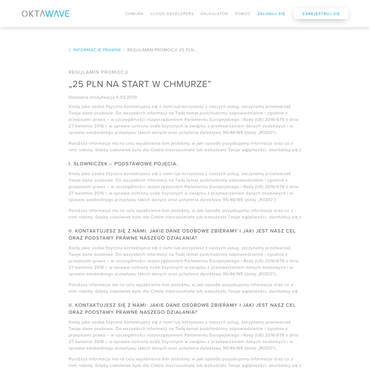 OKTAWAVE
CHMURA CLOUD DEVELOPERS KALKULATOR POMOC ZALOGUJ SIĘ ZAREJESTRUJ SIĘ
INFORMACJE PRAWNE REGULAMIN PROMOCJI 25 PLN...
REGULAMIN PROMOCJI
„25 PLN NA START W CHMURZE”
Ostatnia modyfikacja 5.03.2019
Kiedy jako osoba fizyczna kontaktujesz się z nami lub korzystasz z naszych usług, zaczynamy przetwarzać
Twoje dane osobowe. Do wszystkich informacji na Twój temat podchodzimy odpowiedzialnie i zgodnie z
przepisami prawa – w szczególności rozporządzeniem Parlamentu Europejskiego i Rady (UE) 2016/679 z dnia
27 kwietnia 2016 r. w sprawie ochrony osób fizycznych w związku z przetwarzaniem danych osobowych i w
sprawie swobodnego przepływu takich danych oraz uchylenia dyrektywy 95/46/WE (dalej: „RODO”).
Poniższa informacja ma na celu wyjaśnienie kim jesteśmy, w jaki sposób pozyskujemy informacje oraz co z
nimi robimy. Gdyby cokolwiek było dla Ciebie niezrozumiałe lub wzbudzało Twoje wątpliwości, skontaktuj się z
I. SŁOWNICZEK – PODSTAWOWE POJĘCIA.
Kiedy jako osoba fizyczna kontaktujesz się z nami lub korzystasz z naszych usług, zaczynamy przetwarzać
Twoje dane osobowe. Do wszystkich informacji na Twój temat podchodzimy odpowiedzialnie i zgodnie z
przepisami prawa – w szczególności rozporządzeniem Parlamentu Europejskiego i Rady (UE) 2016/679 z dnia
27 kwietnia 2016 r. w sprawie ochrony osób fizycznych w związku z przetwarzaniem danych osobowych i w
sprawie swobodnego przepływu takich danych oraz uchylenia dyrektywy 95/46/WE (dalej: „RODO”).
Poniższa informacja ma na celu wyjaśnienie kim jesteśmy, w jaki sposób pozyskujemy informacje oraz co z
nimi robimy. Gdyby cokolwiek było dla Ciebie niezrozumiałe lub wzbudzało Twoje wątpliwości, skontaktuj się z
II. KONTAKTUJESZ SIĘ Z NAMI: JAKIE DANE OSOBOWE ZBIERAMY I JAKI JEST NASZ CEL
ORAZ PODSTAWY PRAWNE NASZEGO DZIAŁANIA?
Kiedy jako osoba fizyczna kontaktujesz się z nami lub korzystasz z naszych usług, zaczynamy przetwarzać
Twoje dane osobowe. Do wszystkich informacji na Twój temat podchodzimy odpowiedzialnie i zgodnie z
przepisami prawa – w szczególności rozporządzeniem Parlamentu Europejskiego i Rady (UE) 2016/679 z dnia
27 kwietnia 2016 r. w sprawie ochrony osób fizycznych w związku z przetwarzaniem danych osobowych i w
sprawie swobodnego przepływu takich danych oraz uchylenia dyrektywy 95/46/WE (dalej: „RODO”).
Poniższa informacja ma na celu wyjaśnienie kim jesteśmy, w jaki sposób pozyskujemy informacje oraz co z
nimi robimy. Gdyby cokolwiek było dla Ciebie niezrozumiałe lub wzbudzało Twoje wątpliwości, skontaktuj się z
II. KONTAKTUJESZ SIĘ Z NAMI: JAKIE DANE OSOBOWE ZBIERAMY I JAKI JEST NASZ CEL
ORAZ PODSTAWY PRAWNE NASZEGO DZIAŁANIA?
Kiedy jako osoba fizyczna kontaktujesz się z nami lub korzystasz z naszych usług, zaczynamy przetwarzać
Twoje dane osobowe. Do wszystkich informacji na Twój temat podchodzimy odpowiedzialnie i zgodnie z
przepisami prawa – w szczególności rozporządzeniem Parlamentu Europejskiego i Rady (UE) 2016/679 z dnia
27 kwietnia 2016 r. w sprawie ochrony osób fizycznych w związku z przetwarzaniem danych osobowych i w
sprawie swobodnego przepływu takich danych oraz uchylenia dyrektywy 95/46/WE (dalej: „RODO”).
Poniższa informacja ma na celu wyjaśnienie kim jesteśmy, w jaki sposób pozyskujemy informacje oraz co z
nimi robimy. Gdyby cokolwiek było dla Ciebie niezrozumiałe lub wzbudzało Twoje wątpliwości, skontaktuj się z